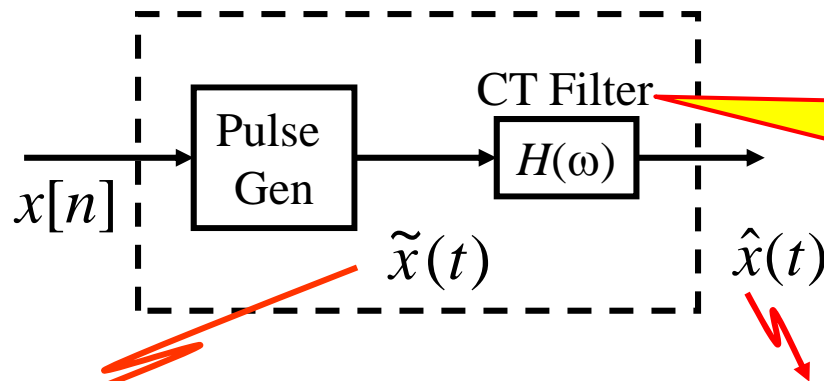 CT Filter
Pulse
Gen
H(ω)
x[n]
x̃(t)
x̂(t)